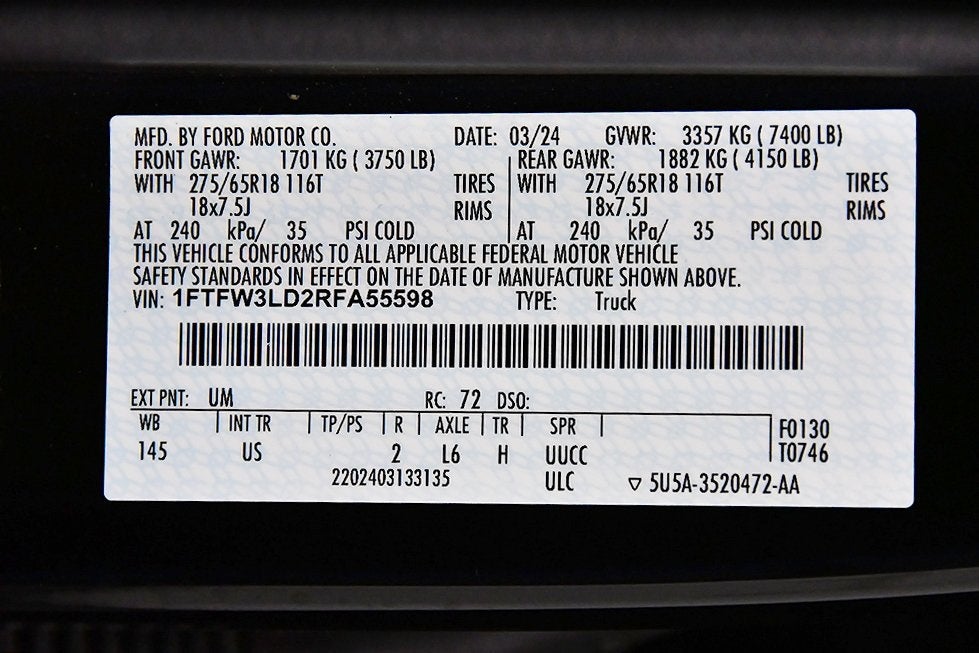 MFD. BY FORD MOTOR CO. DATE: 03/24 GVWR: 3357 KG ( 7400 LB)
FRONT GAWR: 1701 KG ( 3750 LB) REAR GAWR: 1882 KG ( 4150 LB)
WITH 275/65R18 116T TIRES WITH 275/65R18 116T TIRES
18x7.5J RIMS 18x7.5J RIMS
AT 240 kPa/ 35 PSI COLD AT 240 kPa/ 35 PSI COLD
THIS VEHICLE CONFORMS TO ALL APPLICABLE FEDERAL MOTOR VEHICLE
SAFETY STANDARDS IN EFFECT ON THE DATE OF MANUFACTURE SHOWN ABOVE.
VIN: 1FTFW3LD2RFA55598 TYPE: Truck
EXT PNT: UM RC: 72 DSO:
WB INT TR TP/PS R AXLE TR SPR F0130
145 US 2 L6 H UUCC T0746
2202403133135 ULC ▽ 5U5A-3520472-AA